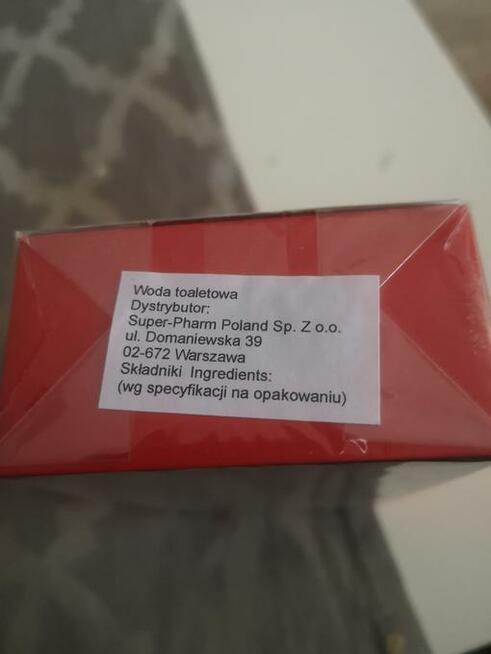 Woda toaletowa
Dystrybutor:
Super-Pharm Poland Sp. Z o.o.
ul. Domaniewska 39
02-672 Warszawa
Składniki Ingredients:
(wg specyfikacji na opakowaniu)